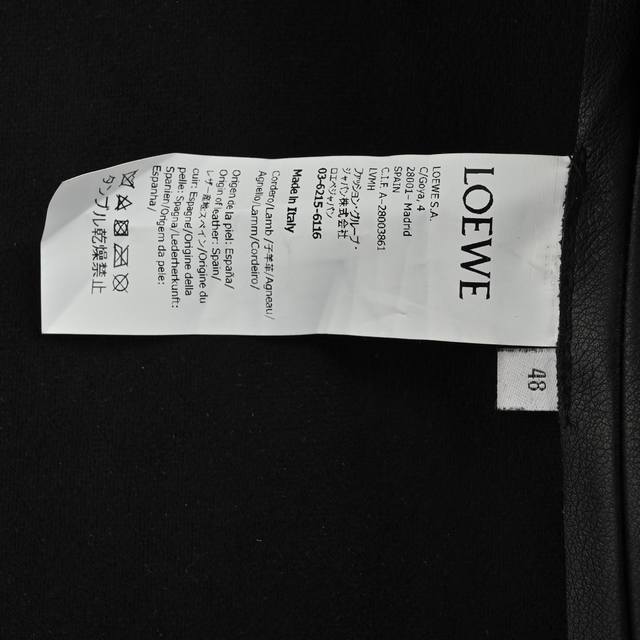 LOEWE
LOEWE S.A.
C/Goya, 4
28001 - Madrid
SPAIN
C.I.F. A-28003861
LVMH
ファッション・グループ・
ジャパン株式会社
ロエベジャパン
03-6215-6116
Made in Italy
Cordero/Lamb/子羊革/Agneau/
Agnello/Lamm/Cordeiro/
Origen de la piel: España/
Origin of leather: Spain/
レザー産地スペイン/Origine du
cuir: Espagne/Origine della
pelle: Spagna/Lederherkunft:
Spanien/Origem da pele:
Espanha/
タンブル乾燥禁止
48